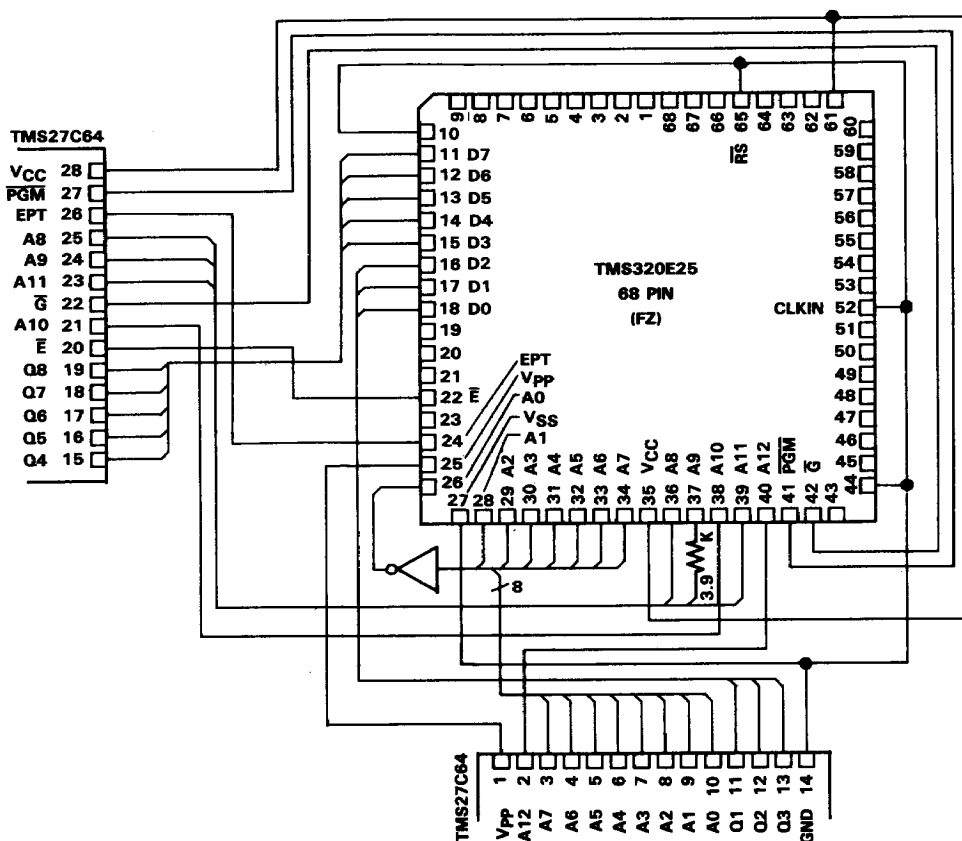 TMS27C64
VCC 28
PGM 27
EPT 26
A8 25
A9 24
A11 23
G 22
A10 21
E 20
Q8 19
Q7 18
Q6 17
Q5 16
Q4 15
9 8 7 6 5 4 3 2 1 68 67 66 65 64 63 62 61
RS
10
11 D7
12 D6
13 D5
14 D4
15 D3
16 D2
17 D1
18 D0
19
20
21
22 E
23
24
25
26
EPT
VPP
A0
VSS
A1
TMS320E25
68 PIN
(FZ)
60
59
58
57
56
55
54
53
CLKIN 52
51
50
49
48
47
46
45
44
A2 A3 A4 A5 A6 A7 VCC A8 A9 A10 A11 A12 PGM G
27 28 29 30 31 32 33 34 35 36 37 38 39 40 41 42 43
3.9 K
8
TMS27C64
1 2 3 4 5 6 7 8 9 10 11 12 13 14
VPP A12 A7 A6 A5 A4 A3 A2 A1 A0 Q1 Q2 Q3 GND